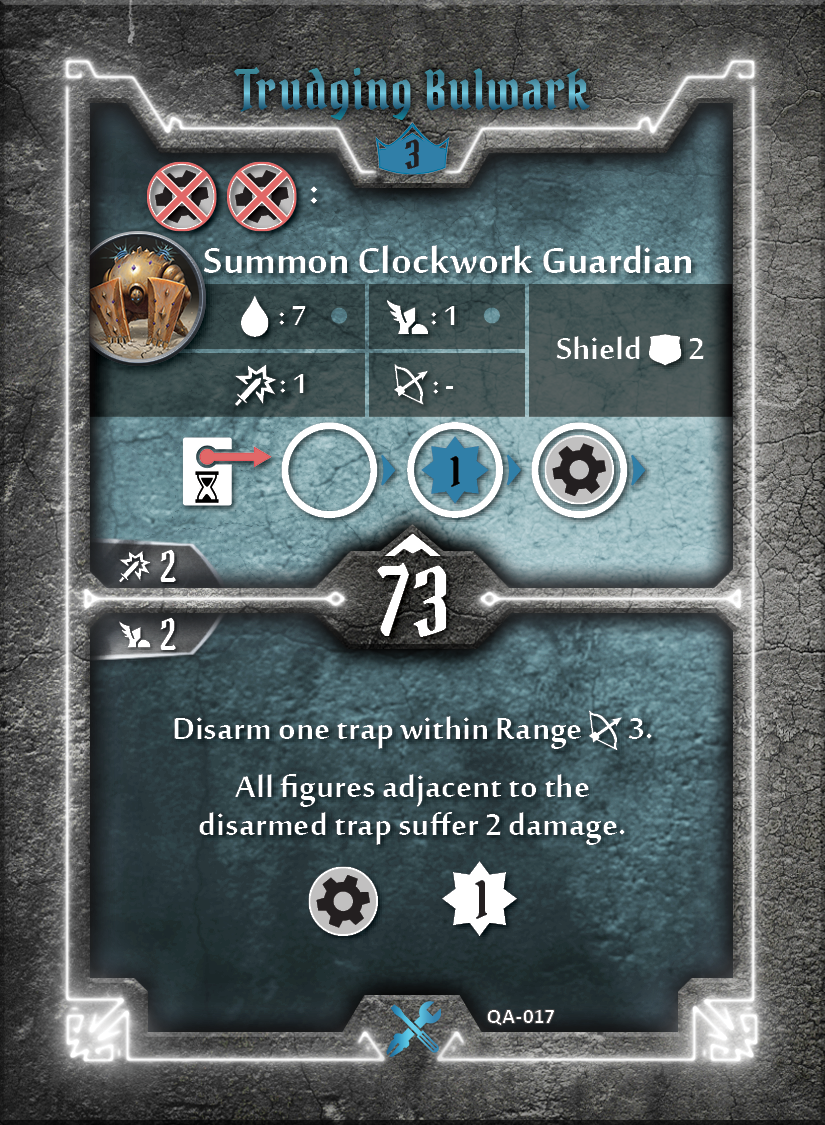 Trudging Bulwark
3
:
Summon Clockwork Guardian
: 7
: 1
Shield 2
: 1
: -
1
2
73
2
Disarm one trap within Range 3.
All figures adjacent to the
disarmed trap suffer 2 damage.
1
QA-017